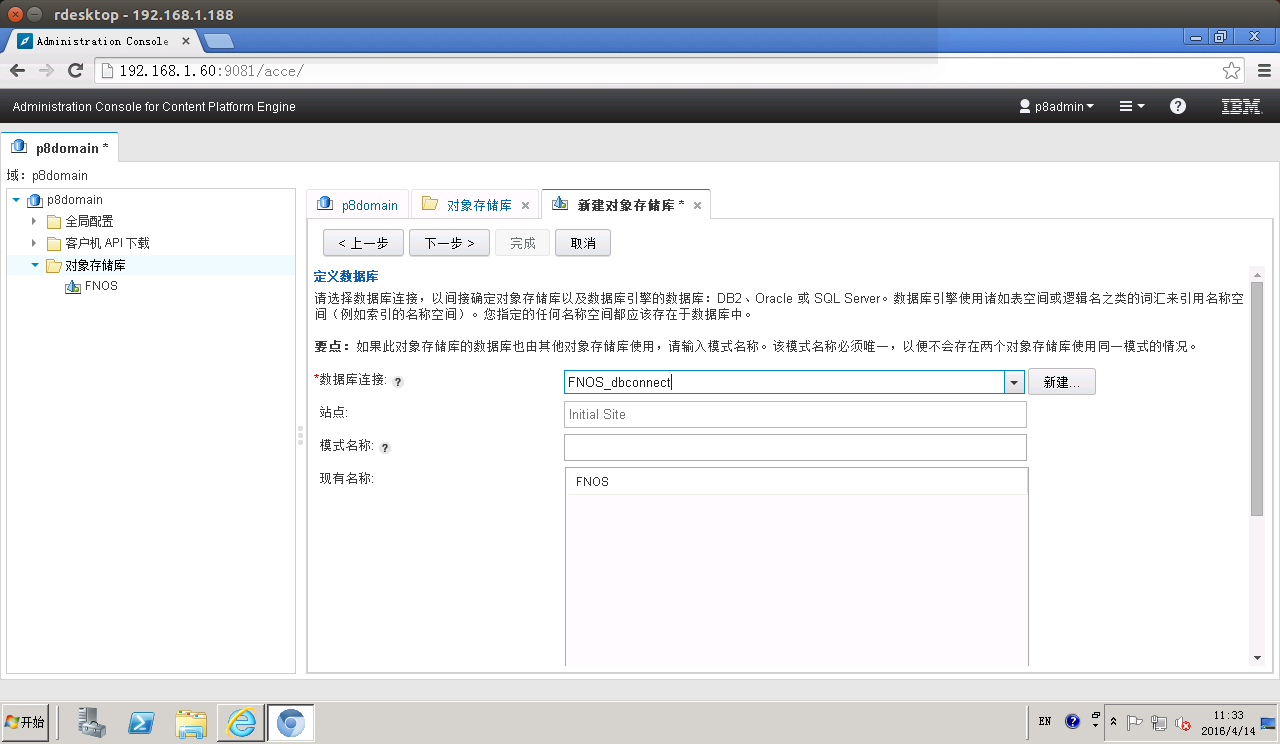 rdesktop - 192.168.1.188
Administration Console
192.168.1.60:9081/acce/
Administration Console for Content Platform Engine
p8admin
IBM.
p8domain *
域: p8domain
p8domain
全局配置
客户机 API 下载
对象存储库
FNOS
p8domain
对象存储库
新建对象存储库 *
< 上一步
下一步 >
完成
取消
定义数据库
请选择数据库连接，以间接确定对象存储库以及数据库引擎的数据库：DB2、Oracle 或 SQL Server。数据库引擎使用诸如表空间或逻辑名之类的词汇来引用名称空
间（例如索引的名称空间）。您指定的任何名称空间都应该存在于数据库中。
要点：如果此对象存储库的数据库也由其他对象存储库使用，请输入模式名称。该模式名称必须唯一，以便不会存在两个对象存储库使用同一模式的情况。
*数据库连接: ?
FNOS_dbconnect
新建...
站点:
Initial Site
模式名称: ?
现有名称:
FNOS
开始
EN
11:33
2016/4/14